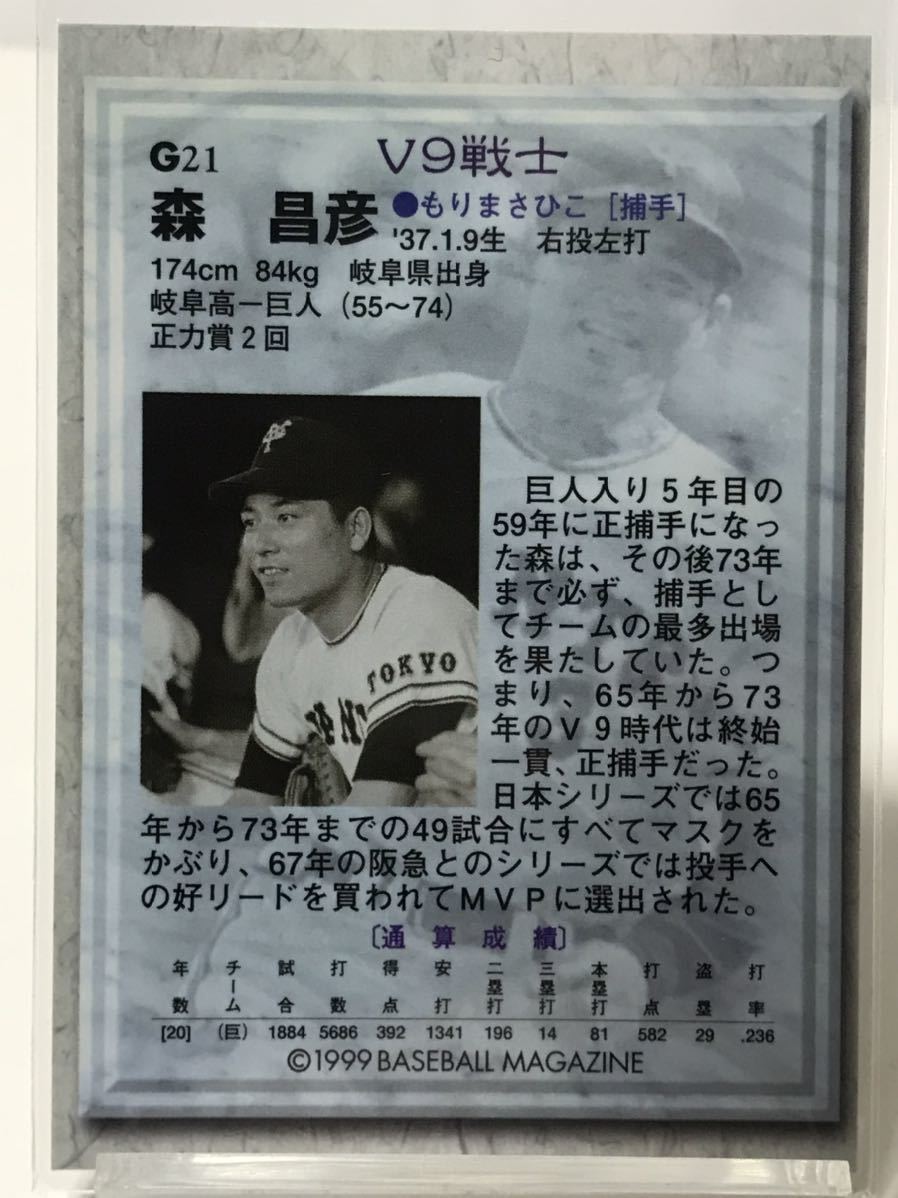 G21 V9戦士
森 昌彦 ●もりまさひこ［捕手］
'37.1.9生 右投左打
174cm 84kg 岐阜県出身
岐阜高ー巨人（55〜74）
正力賞2回
TOKYO
巨人入り5年目の
59年に正捕手になっ
た森は、その後73年
まで必ず、捕手とし
てチームの最多出場
を果たしていた。つ
まり、65年から73
年のV9時代は終始
一貫、正捕手だった。
日本シリーズでは65
年から73年までの49試合にすべてマスクを
かぶり、67年の阪急とのシリーズでは投手へ
の好リードを買われてMVPに選出された。
〔通算成績〕
年数 チーム 試合 打数 得点 安打 二塁打 三塁打 本塁打 打点 盗塁 打率
[20] （巨） 1884 5686 392 1341 196 14 81 582 29 .236
©1999 BASEBALL MAGAZINE